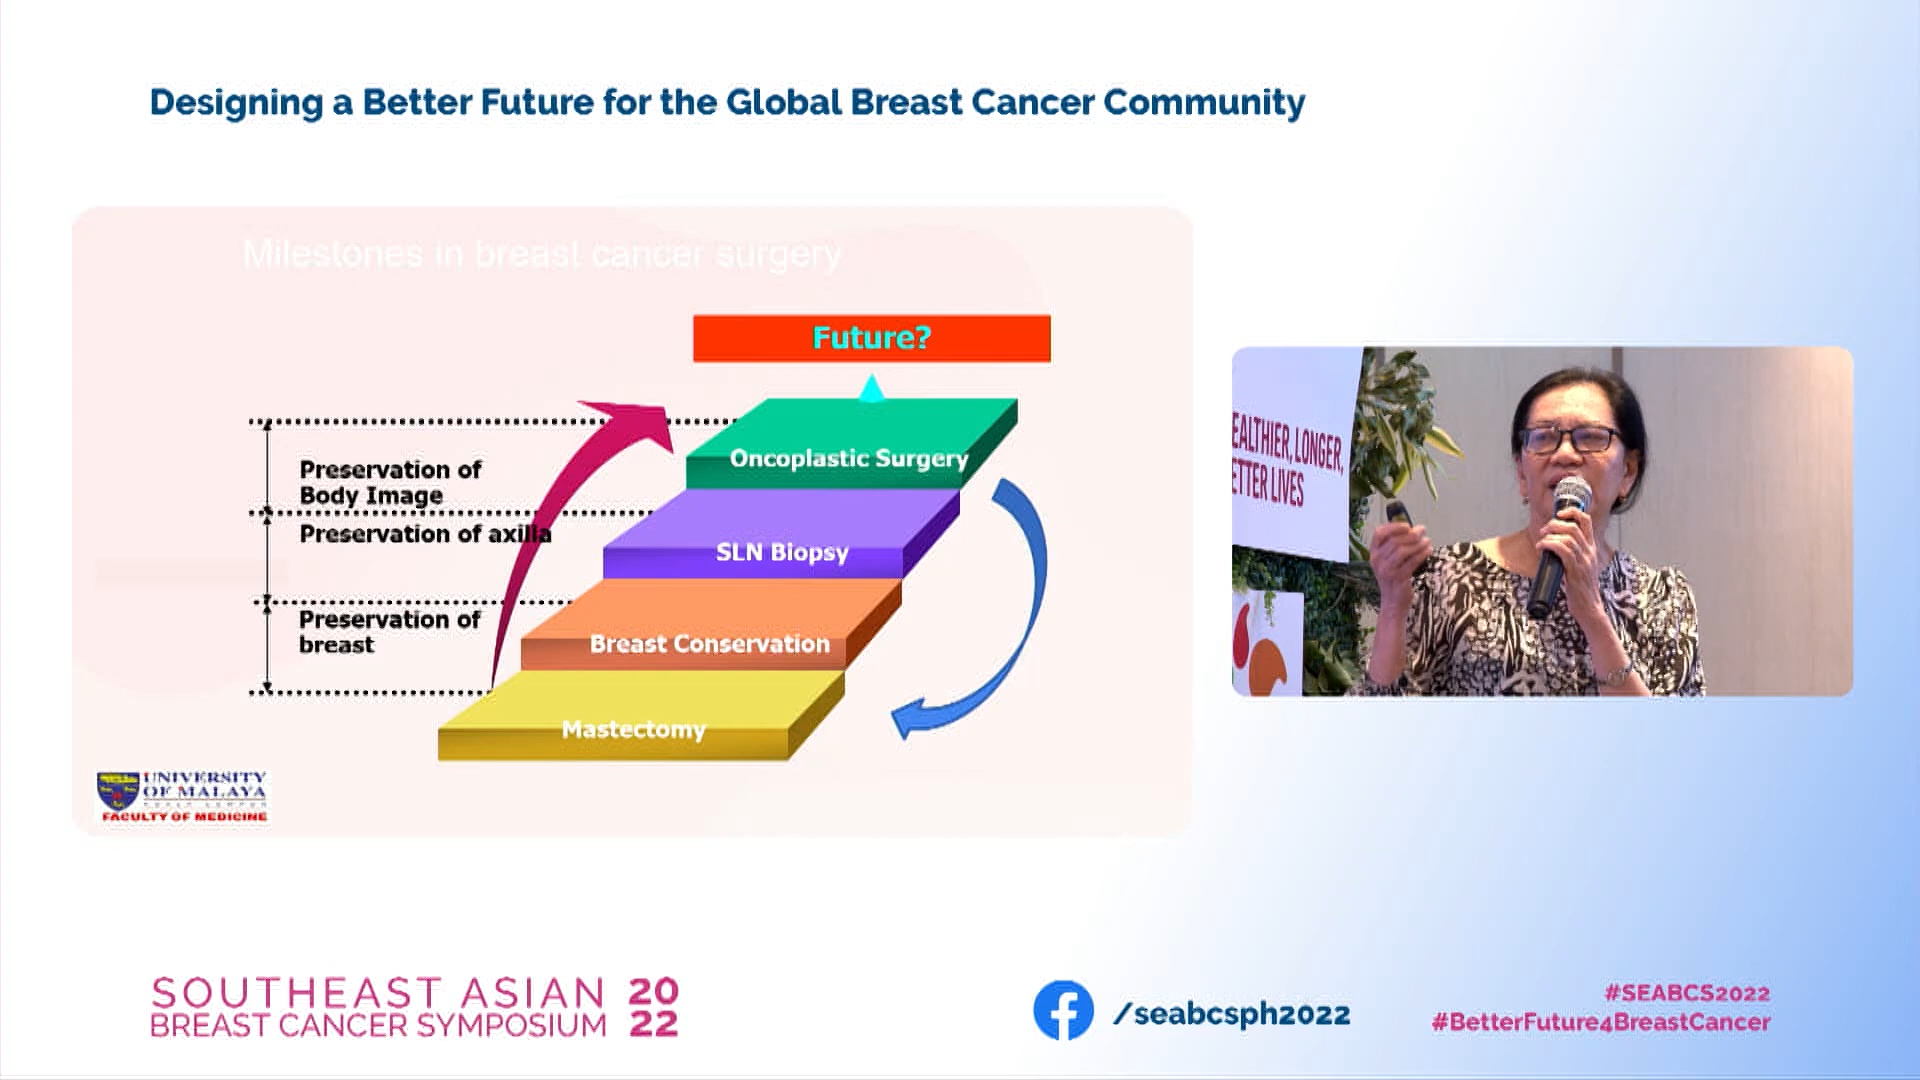 Designing a Better Future for the Global Breast Cancer Community
Milestones in breast cancer surgery
Future?
Preservation of
Body Image
Oncoplastic Surgery
Preservation of axilla
SLN Biopsy
Preservation of
breast
Breast Conservation
Mastectomy
UNIVERSITY
OF MALAYA
FACULTY OF MEDICINE
EALTHIER, LONGER,
ETTER LIVES
SOUTHEAST ASIAN 20
BREAST CANCER SYMPOSIUM 22
/seabcsph2022
#SEABCS2022
#BetterFuture4BreastCancer